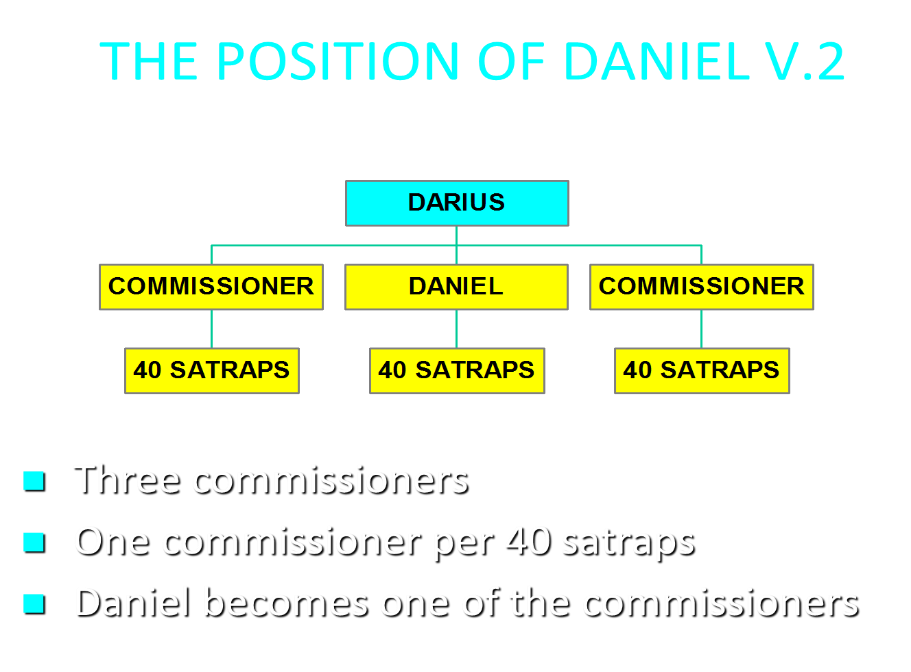 THE POSITION OF DANIEL V.2
DARIUS
COMMISSIONER DANIEL COMMISSIONER
40 SATRAPS 40 SATRAPS 40 SATRAPS
Three commissioners
One commissioner per 40 satraps
Daniel becomes one of the commissioners